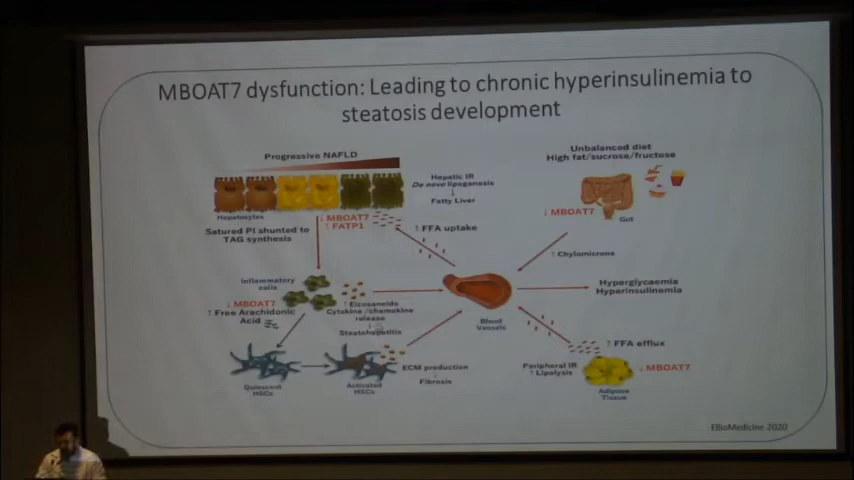 MBOAT7 dysfunction: Leading to chronic hyperinsulinemia to
steatosis development
Progressive NAFLD
Hepatocytes
Satured PI shunted to
TAG synthesis
↓ MBOAT7
↑ FATP1
Hepatic IR
De novo lipogenesis
↓
Fatty Liver
↑ FFA uptake
Unbalanced diet
High fat/sucrose/fructose
↓ MBOAT7
Gut
↑ Chylomicrons
Inflammatory
cells
↓ MBOAT7
↑ Free Arachidonic
Acid
↑ Eicosanoids
Cytokine /chemokine
release
↓
Steatohepatitis
Blood
Vessels
Hyperglycaemia
Hyperinsulinemia
Quiescent
HSCs
Activated
HSCs
ECM production
↓
Fibrosis
↑ FFA efflux
Peripheral IR
↑ Lipolysis
↓ MBOAT7
Adipose
Tissue
EBioMedicine 2020